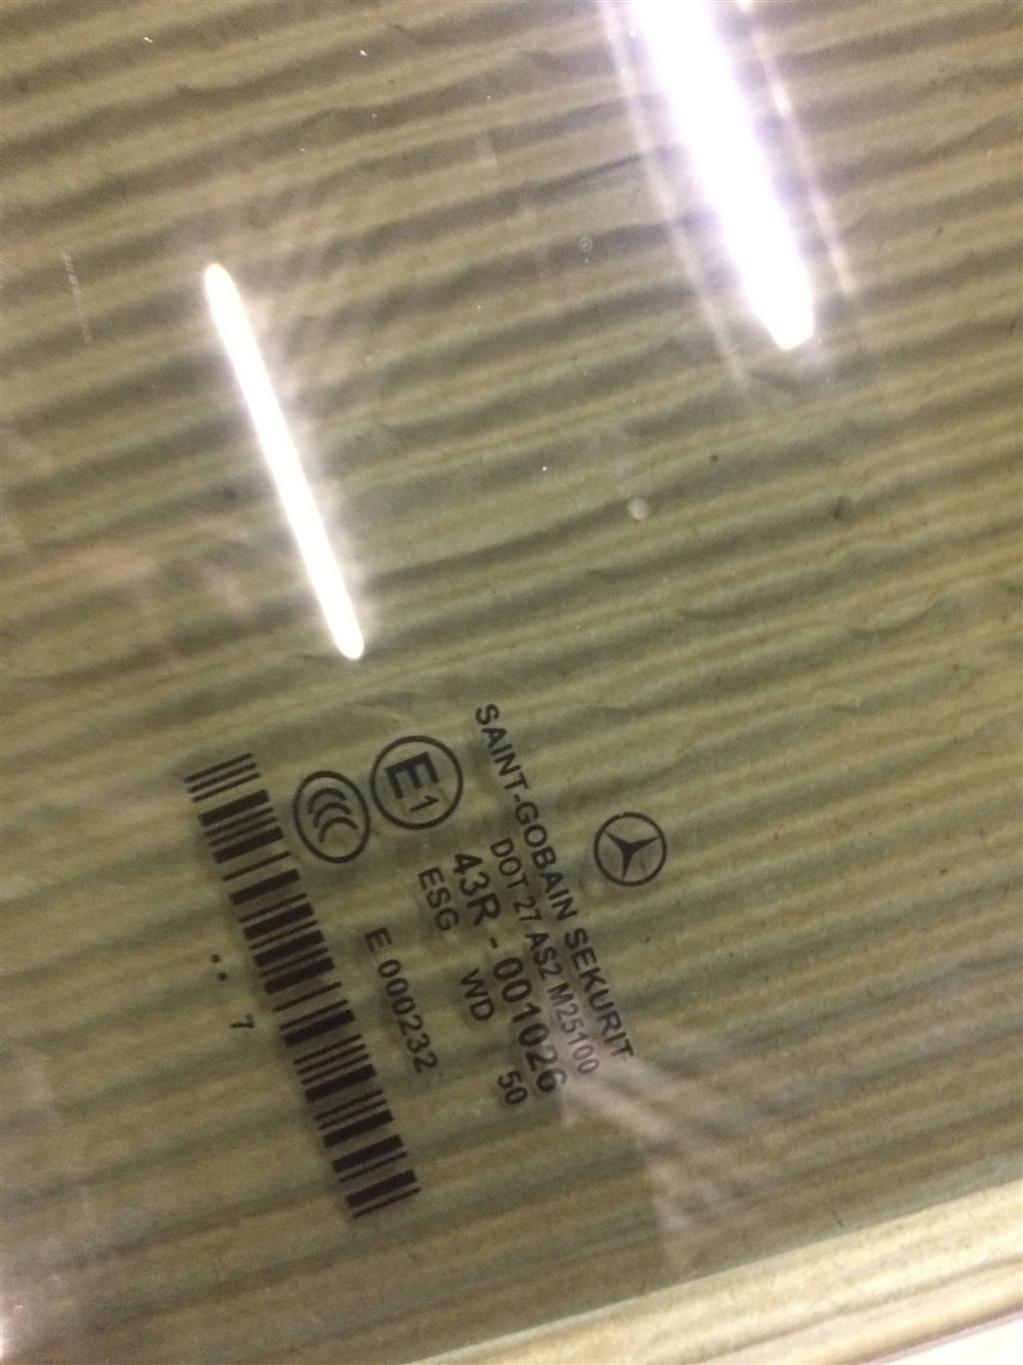 SAINT-GOBAIN SEKURIT
DOT 27 AS2 M25100
E1
43R - 001026
ESG WD 50
CCC
E 000232
.. 7